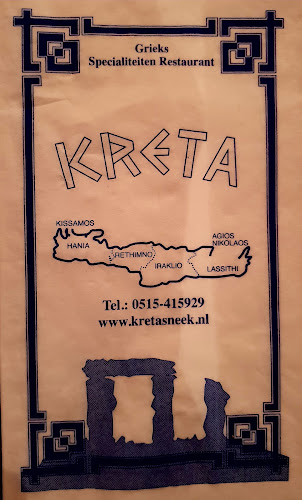 Grieks
Specialiteiten Restaurant
KRETA
KISSAMOS
HANIA
RETHIMNO
IRAKLIO
AGIOS
NIKOLAOS
LASSITHI
Tel.: 0515-415929
www.kretasneek.nl